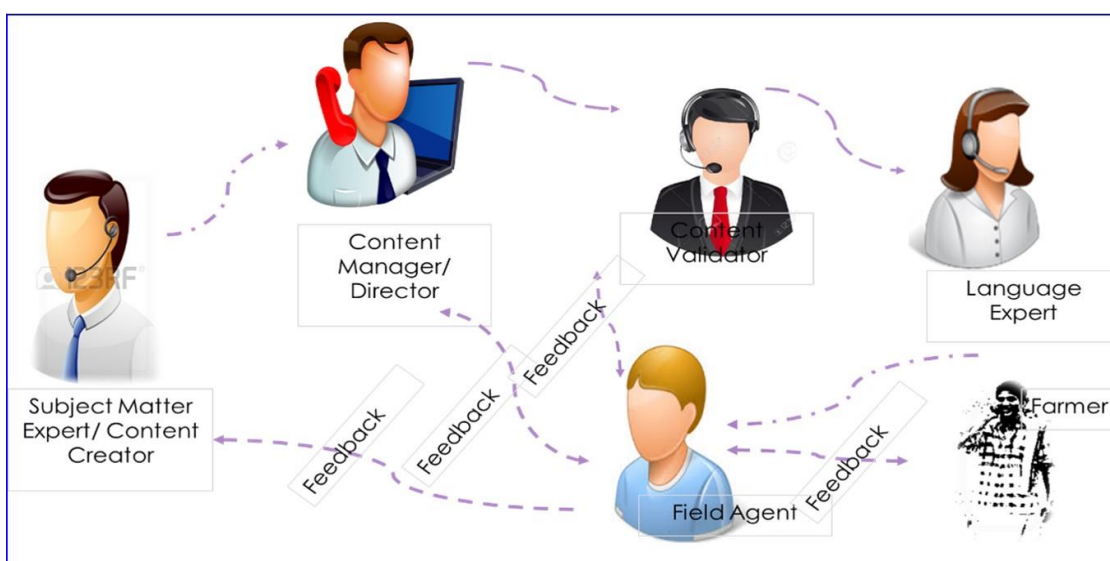 Content
Manager/
Director
Content
Validator
Language
Expert
Subject Matter
Expert/ Content
Creator
Feedback
Feedback
Feedback
Feedback
Farmer
Field Agent
123RF